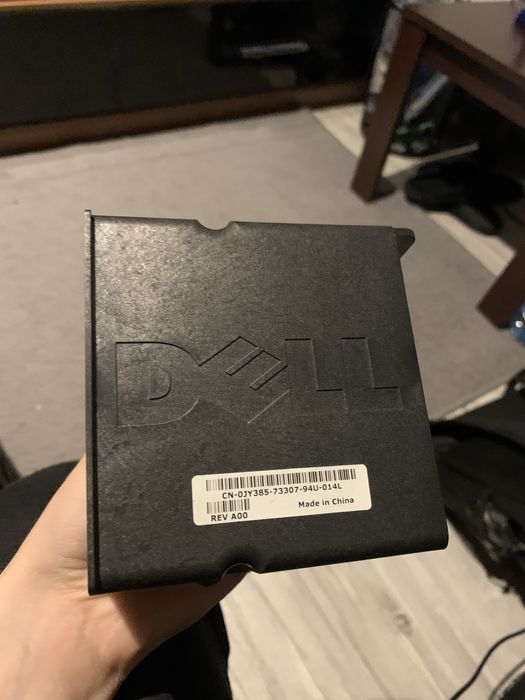 DELL
CN-0JY385-73307-94U-014L
Made in China
REV A00